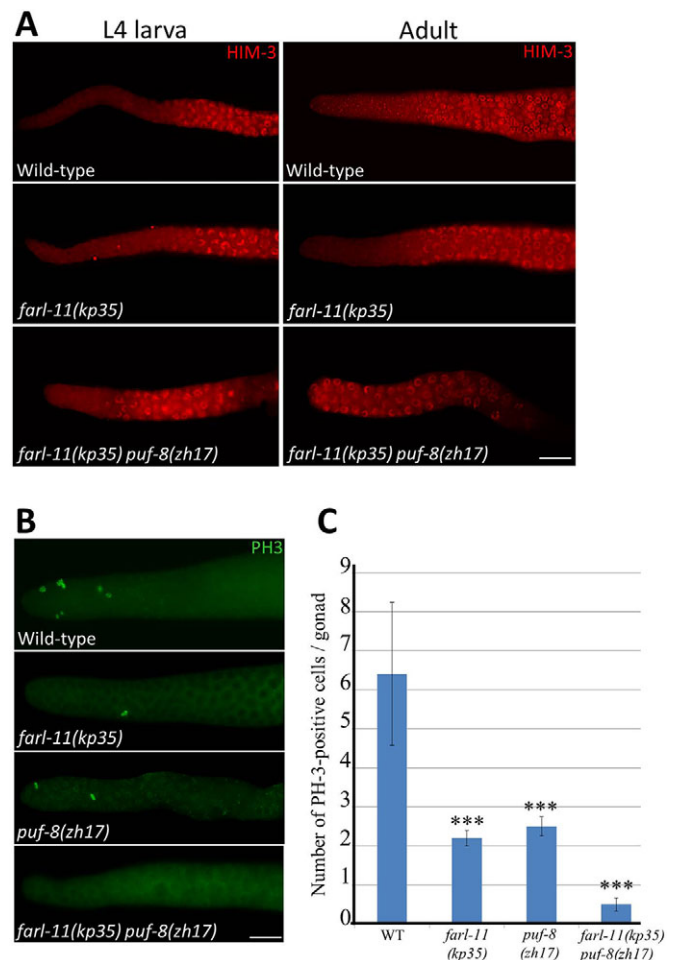 A
L4 larva
Adult
HIM-3
HIM-3
Wild-type
Wild-type
farl-11(kp35)
farl-11(kp35)
farl-11(kp35) puf-8(zh17)
farl-11(kp35) puf-8(zh17)
B
PH3
Wild-type
farl-11(kp35)
puf-8(zh17)
farl-11(kp35) puf-8(zh17)
C
Number of PH-3-positive cells / gonad
9
8
7
6
5
4
3
2
1
0
***
***
***
WT
farl-11
(kp35)
puf-8
(zh17)
farl-11(kp35)
puf-8(zh17)